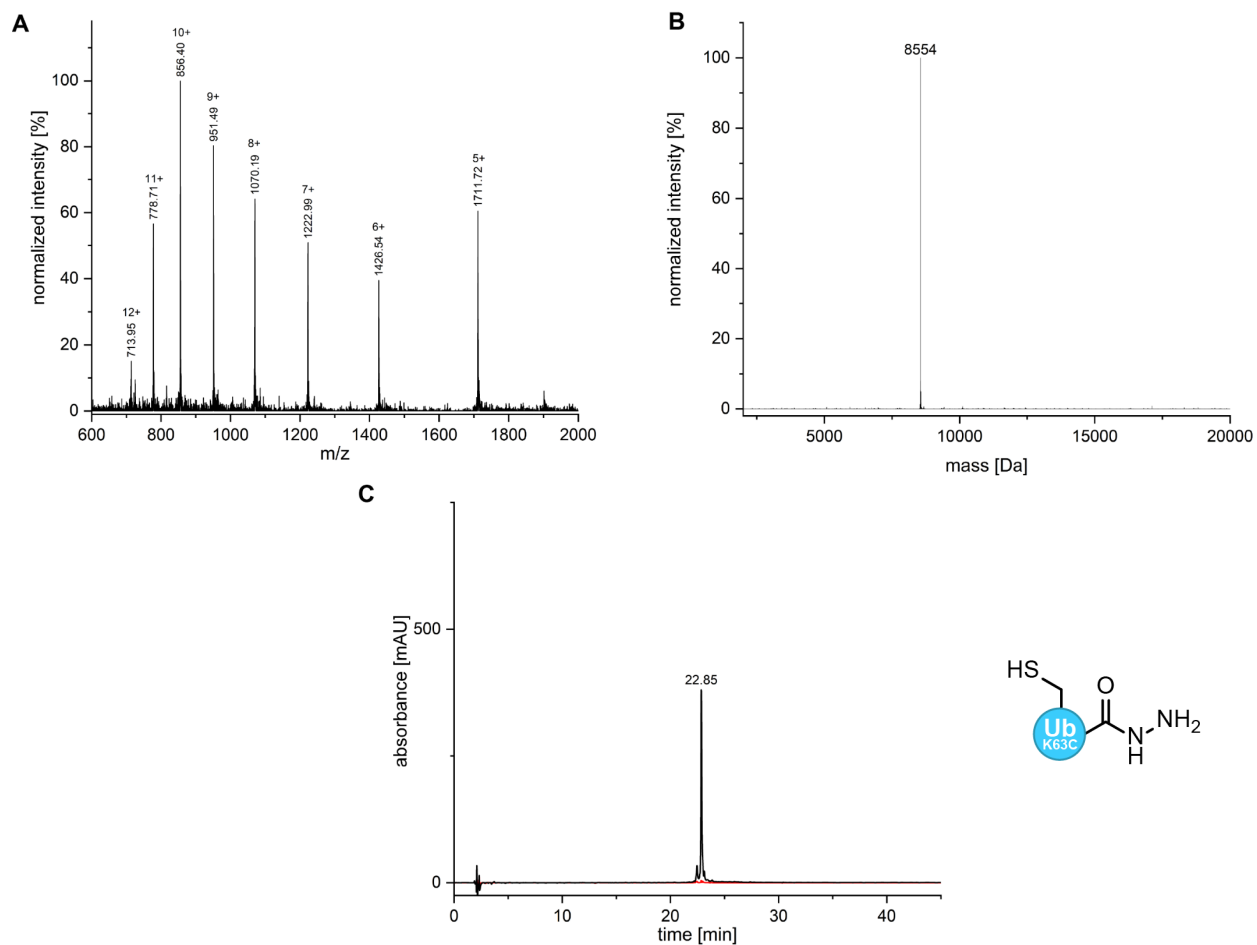 A
normalized intensity [%]
100
80
60
40
20
0
12+
713.95
778.71 11+
10+
856.40
9+
951.49
8+
1070.19
1222.99 7+
6+
1426.54
5+
1711.72
600 800 1000 1200 1400 1600 1800 2000
m/z
B
normalized intensity [%]
100
80
60
40
20
0
8554
5000 10000 15000 20000
mass [Da]
C
absorbance [mAU]
500
0
22.85
0 10 20 30 40
time [min]
HS
O
Ub
K63C
N
H
NH2